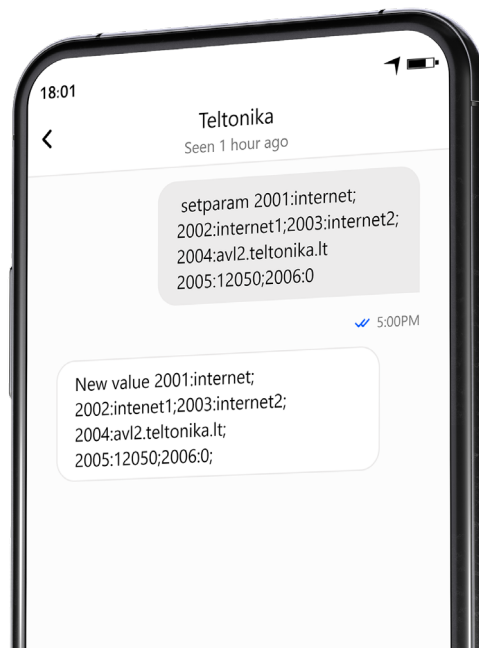 18:01
Teltonika
Seen 1 hour ago
setparam 2001:internet;
2002:internet1;2003:internet2;
2004:avl2.teltonika.lt
2005:12050;2006:0
5:00PM
New value 2001:internet;
2002:intenet1;2003:internet2;
2004:avl2.teltonika.lt;
2005:12050;2006:0;